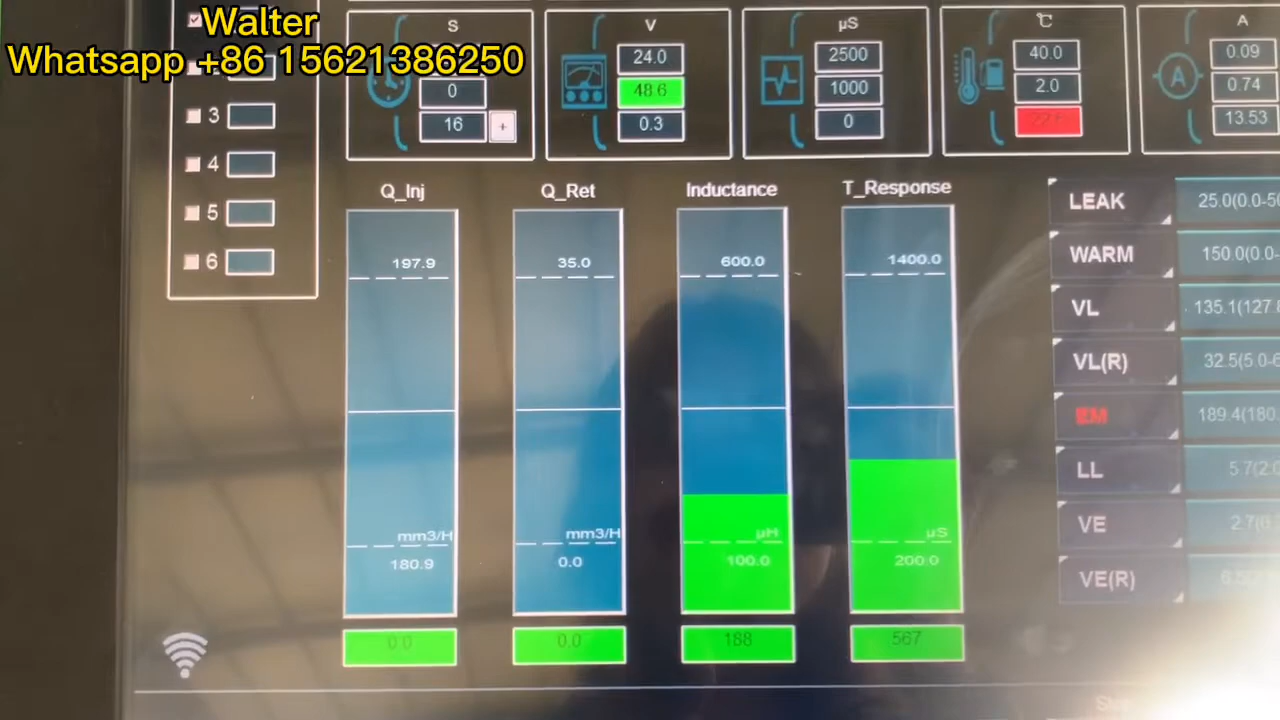 Walter
Whatsapp +86 15621386250
S
0
16 +
V
24.0
48.6
0.3
µS
2500
1000
0
℃
40.0
2.0
A
0.09
0.74
13.53
3
4
5
6
Q_Inj
197.9
mm3/H
180.9
0.0
Q_Ret
35.0
mm3/H
0.0
0.0
Inductance
600.0
µH
100.0
188
T_Response
1400.0
µS
200.0
567
LEAK 25.0(0.0-50
WARM 150.0(0.0-
VL 135.1(127.8
VL(R) 32.5(5.0-6
EM 189.4(180.
LL 5.7(2.0
VE 2.7(0.
VE(R)